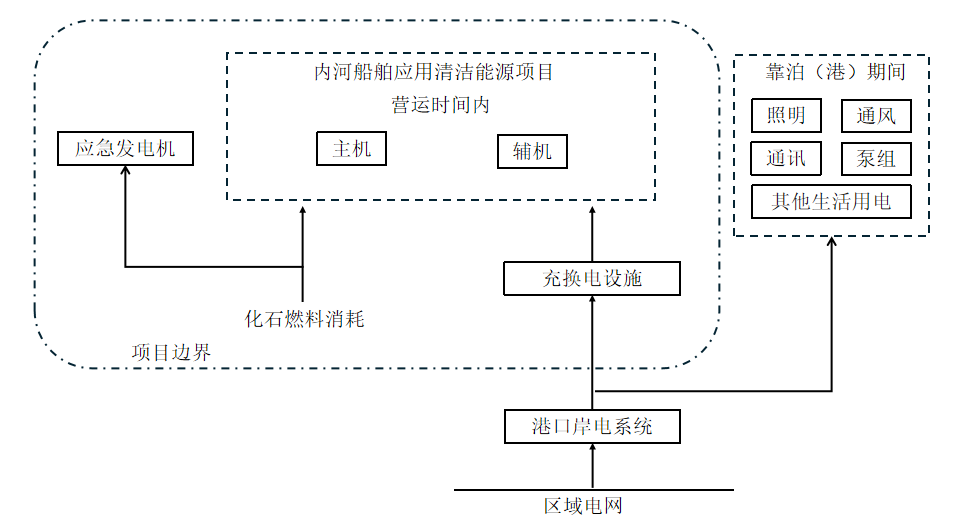 内河船舶应用清洁能源项目
营运时间内
应急发电机
主机
辅机
靠泊（港）期间
照明
通风
通讯
泵组
其他生活用电
充换电设施
化石燃料消耗
项目边界
港口岸电系统
区域电网